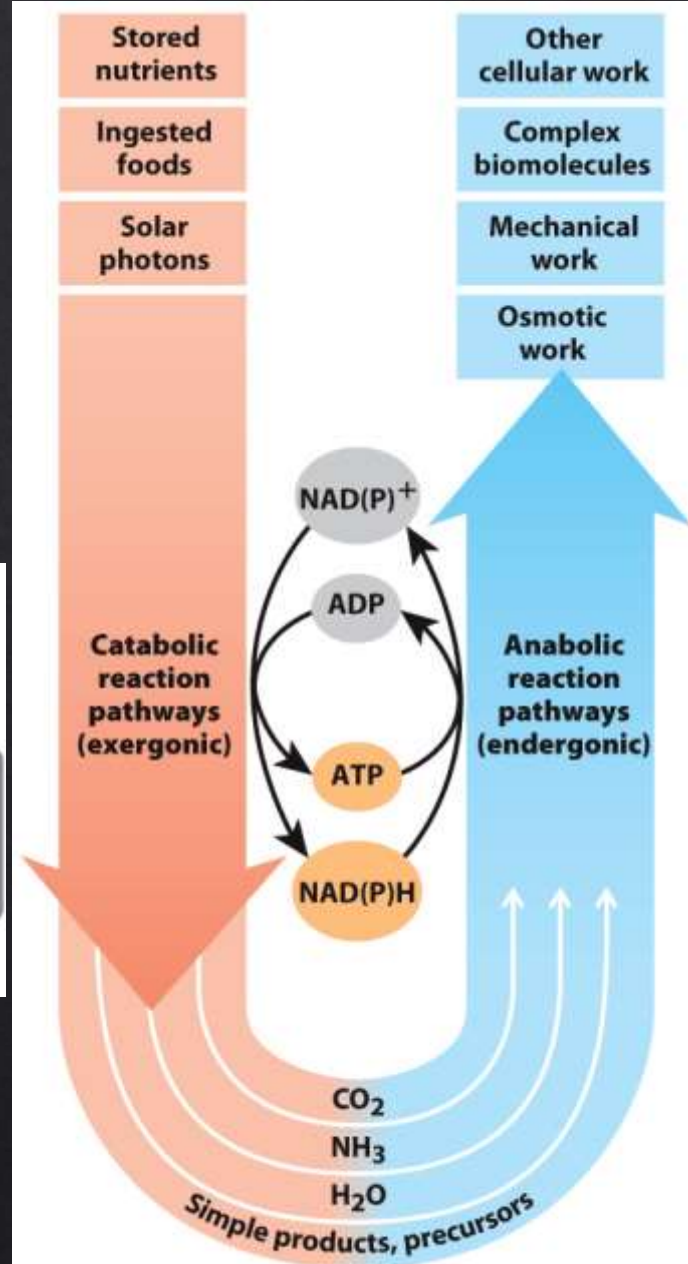 Stored
nutrients
Ingested
foods
Solar
photons
Other
cellular work
Complex
biomolecules
Mechanical
work
Osmotic
work
NAD(P)⁺
ADP
Catabolic
reaction
pathways
(exergonic)
Anabolic
reaction
pathways
(endergonic)
ATP
NAD(P)H
CO₂
NH₃
H₂O
Simple products, precursors